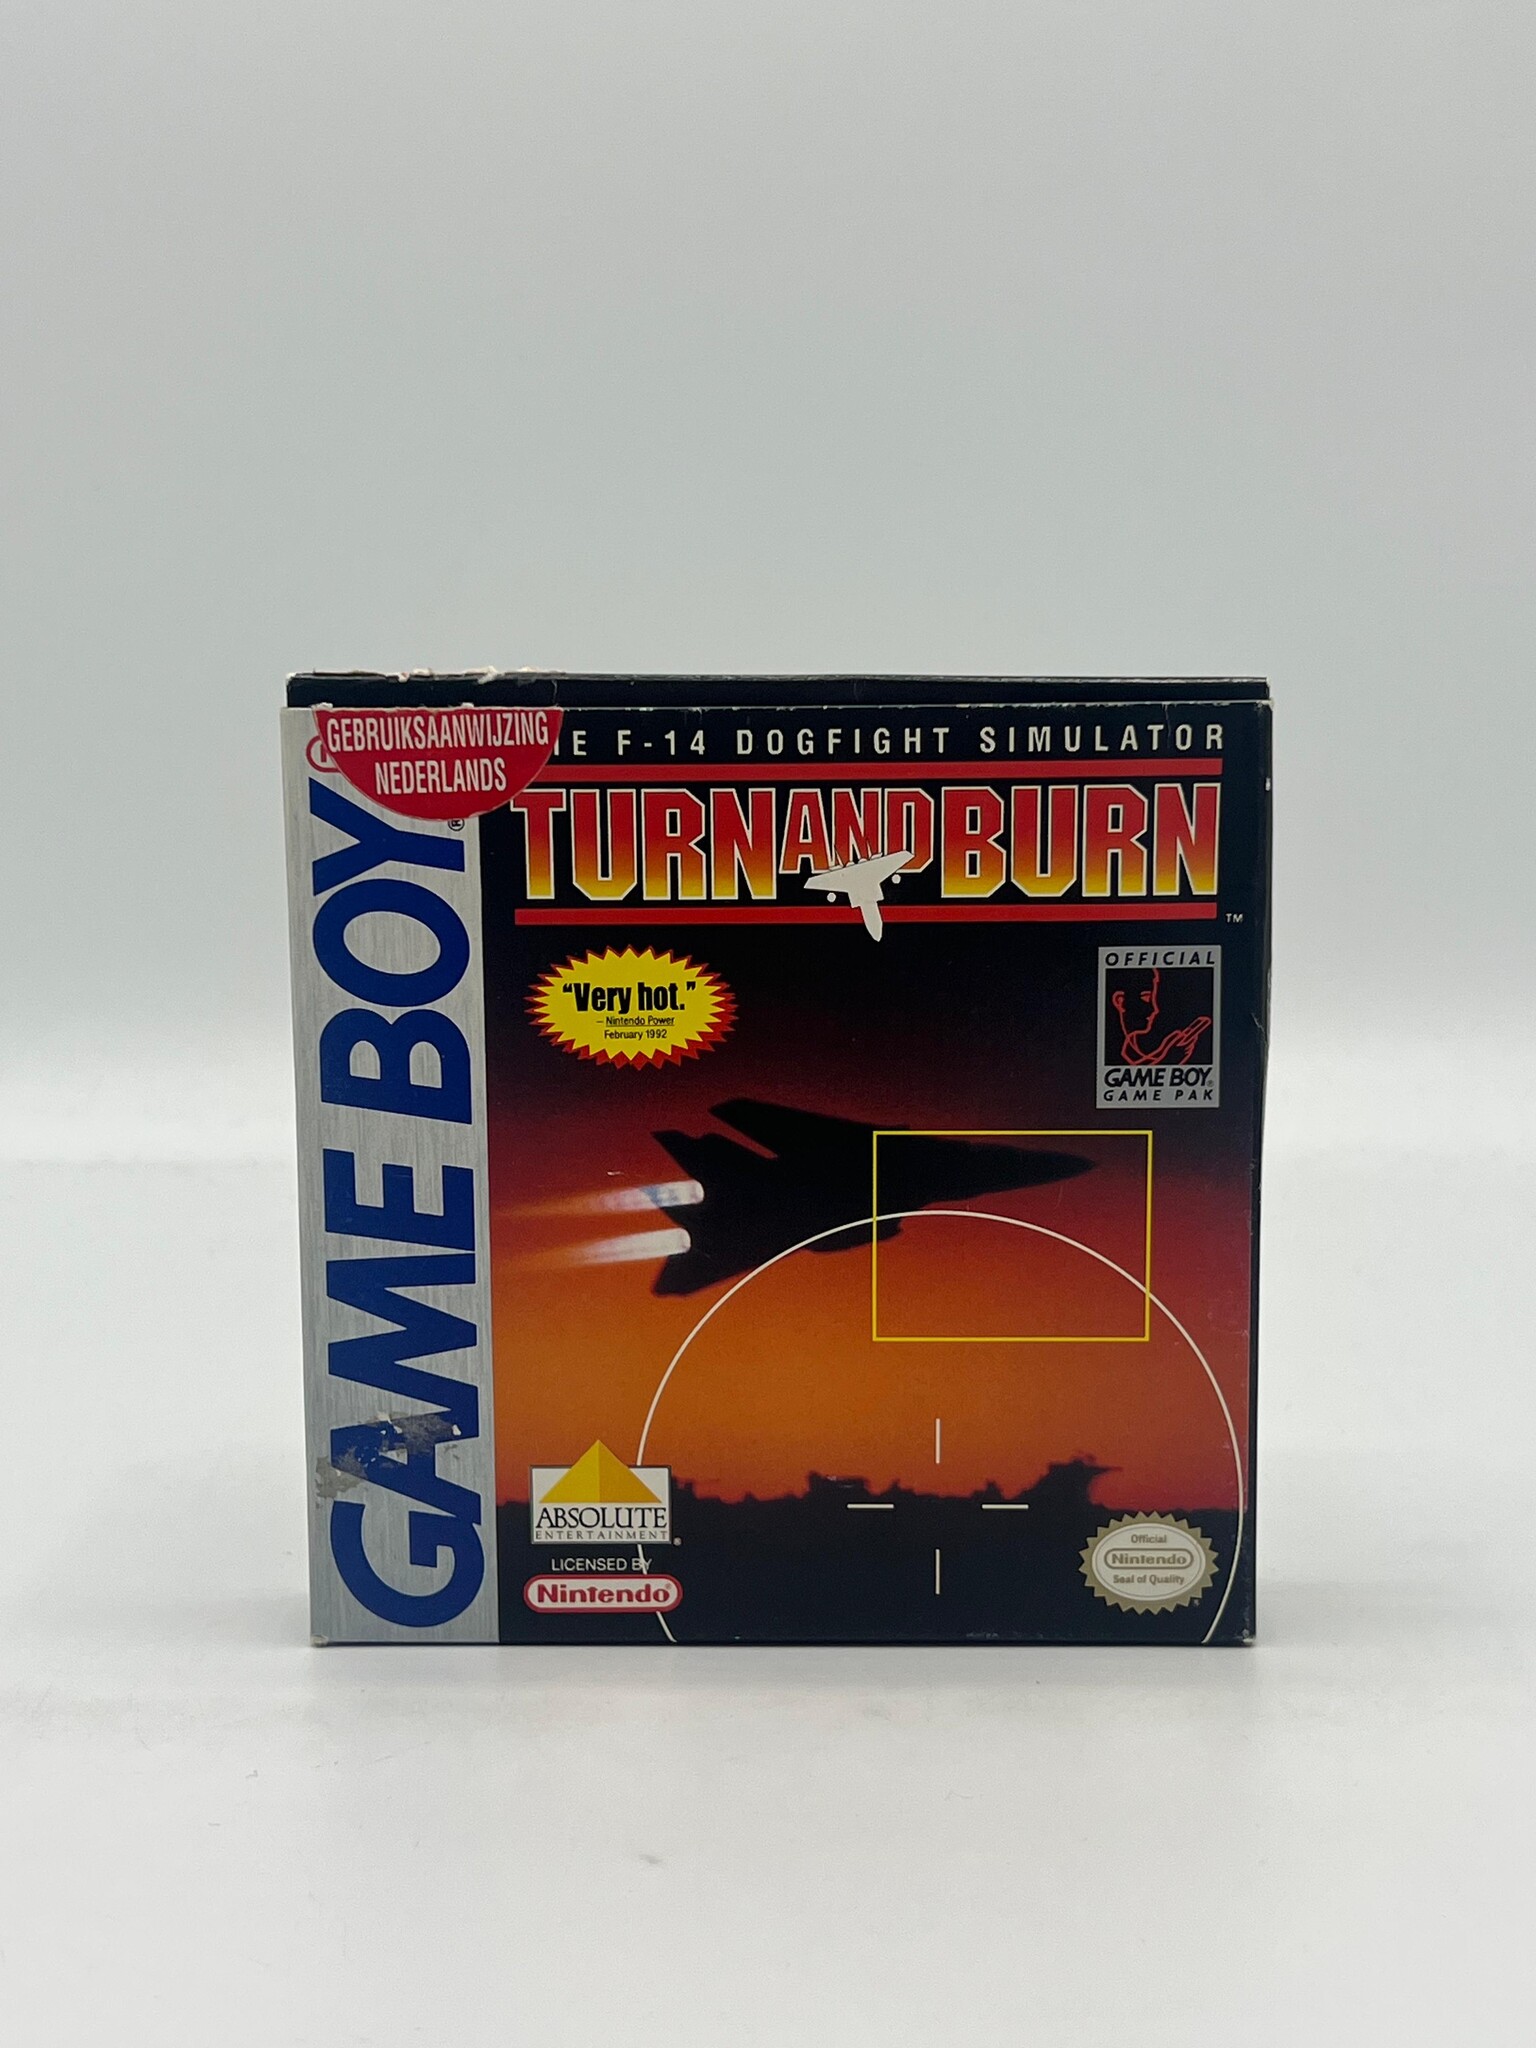 GEBRUIKSAANWIJZING
NEDERLANDS
F-14 DOGFIGHT SIMULATOR
TURN AND BURN
TM
GAME BOY
®
"Very hot."
– Nintendo Power
February 1992
OFFICIAL
GAME BOY®
GAME PAK
ABSOLUTE
ENTERTAINMENT®
LICENSED BY
Nintendo®
Official
Nintendo
Seal of Quality